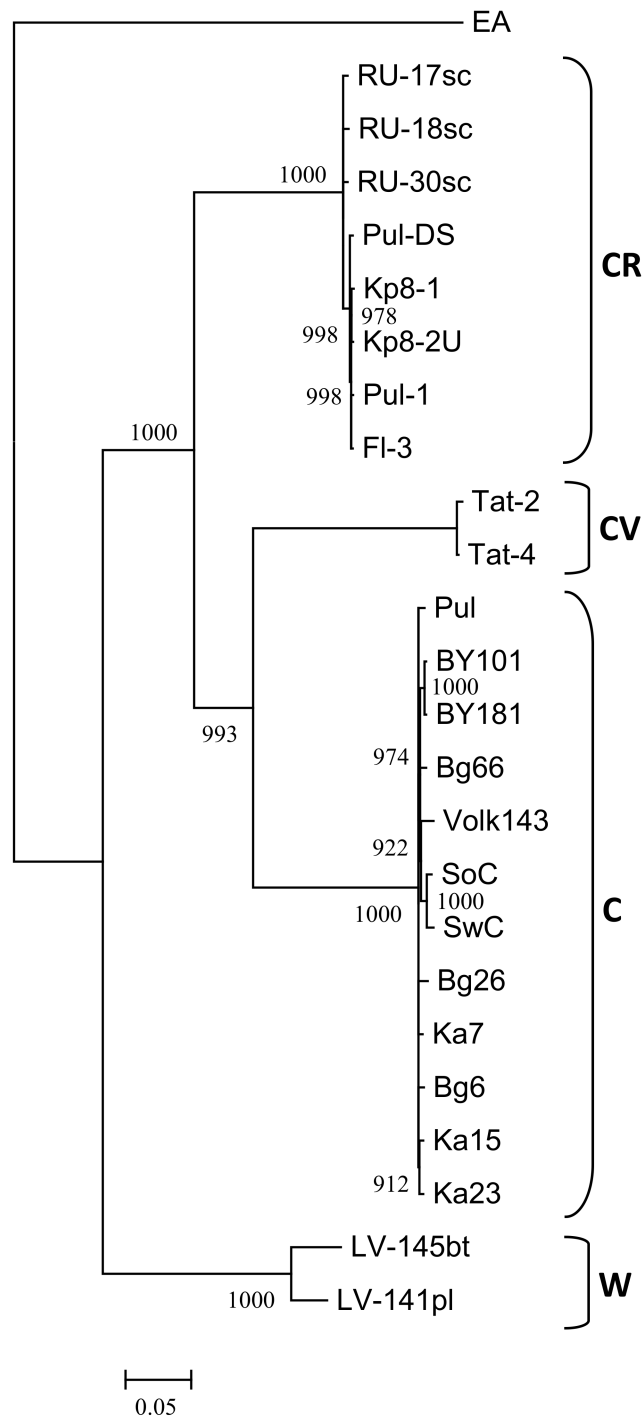 EA
RU-17sc
RU-18sc
1000
RU-30sc
Pul-DS
CR
Kp8-1
978
998
Kp8-2U
998
Pul-1
1000
Fl-3
Tat-2
CV
Tat-4
Pul
BY101
1000
BY181
993
974
Bg66
Volk143
922
SoC
1000
1000
C
SwC
Bg26
Ka7
Bg6
Ka15
912
Ka23
LV-145bt
W
1000
LV-141pl
0.05